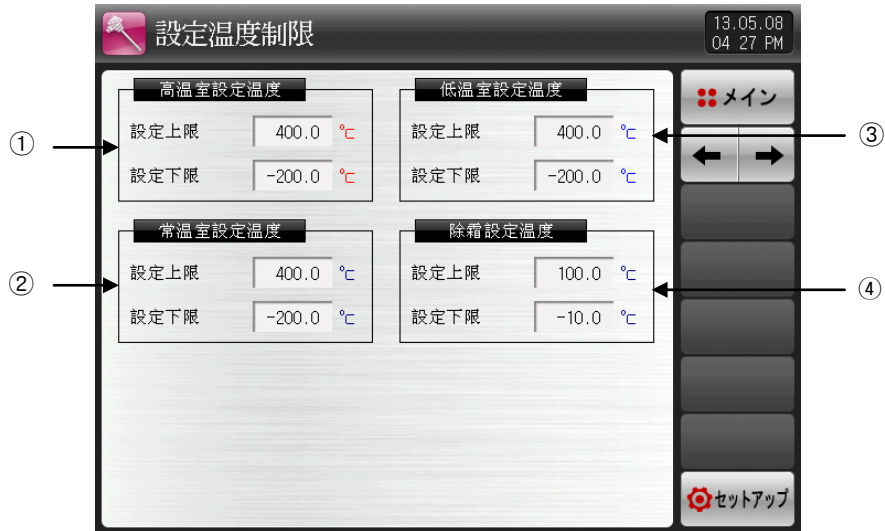 設定温度制限
13.05.08
04 27 PM
高温室設定温度
設定上限 400.0 ℃
設定下限 -200.0 ℃
低温室設定温度
設定上限 400.0 ℃
設定下限 -200.0 ℃
常温室設定温度
設定上限 400.0 ℃
設定下限 -200.0 ℃
除霜設定温度
設定上限 100.0 ℃
設定下限 -10.0 ℃
メイン
セットアップ
①
②
③
④